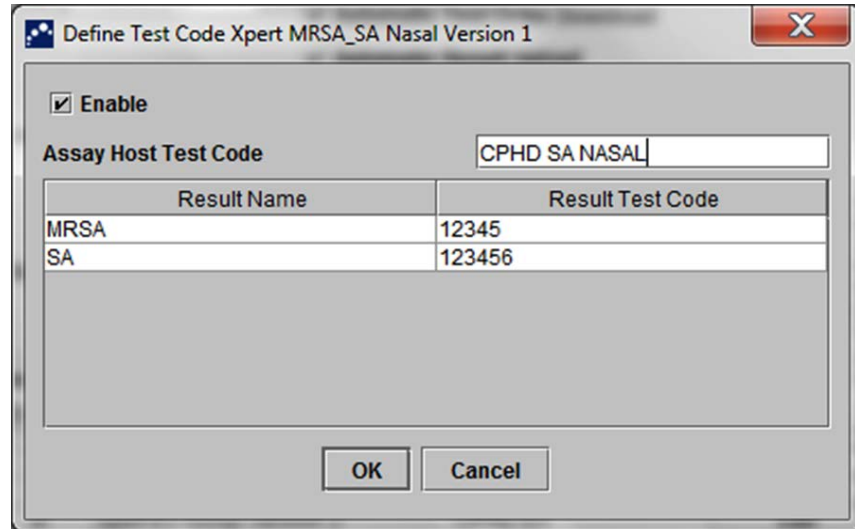 Define Test Code Xpert MRSA_SA Nasal Version 1
Enable
Assay Host Test Code CPHD SA NASAL
Result Name Result Test Code
MRSA 12345
SA 123456
OK Cancel